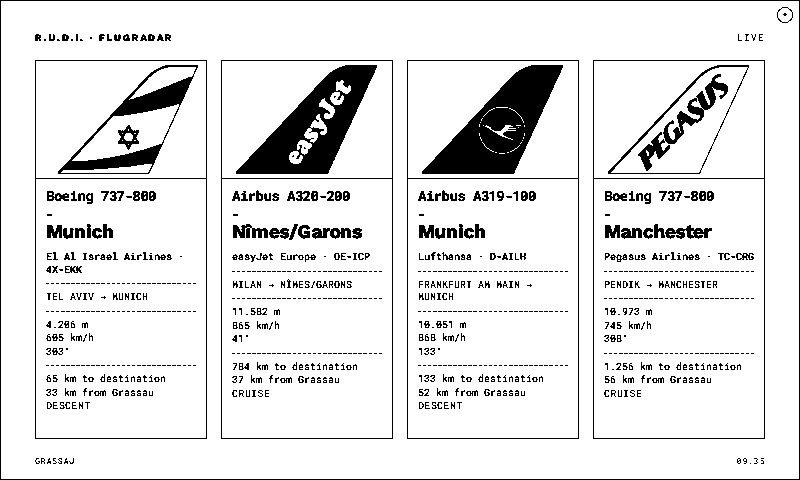 R.U.D.I. · FLUGRADAR
LIVE
Boeing 737-800
-
Munich
El Al Israel Airlines ·
4X-EKK
TEL AVIV → MUNICH
4.206 m
605 km/h
303°
65 km to destination
33 km from Grassau
DESCENT
easyJet
Airbus A320-200
-
Nîmes/Garons
easyJet Europe · OE-ICP
MILAN → NÎMES/GARONS
11.582 m
865 km/h
41°
784 km to destination
37 km from Grassau
CRUISE
Airbus A319-100
-
Munich
Lufthansa · D-AILH
FRANKFURT AM MAIN →
MUNICH
10.051 m
868 km/h
133°
133 km to destination
52 km from Grassau
DESCENT
PEGASUS
Boeing 737-800
-
Manchester
Pegasus Airlines · TC-CRG
PENDIK → MANCHESTER
10.973 m
745 km/h
308°
1.256 km to destination
56 km from Grassau
CRUISE
GRASSAU
09.35